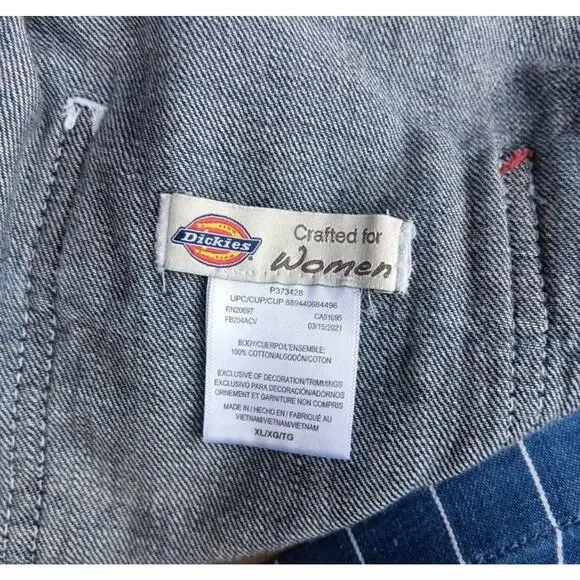 Dickies
Crafted for
Women
P373428
UPC/CUP/CUP 889440684496
RN20697 CA01095
FB204ACV 03/15/2021
BODY/CUERPO/L'ENSEMBLE:
100% COTTON/ALGODÓN/COTON
EXCLUSIVE OF DECORATION/TRIMMINGS
EXCLUSIVO PARA DECORACIÓN/ADORNOS
ORNEMENT ET GARNITURE NON COMPRIS
MADE IN / HECHO EN / FABRIQUÉ AU
VIETNAM/VIETNAM/VIETNAM
XL/XG/TG